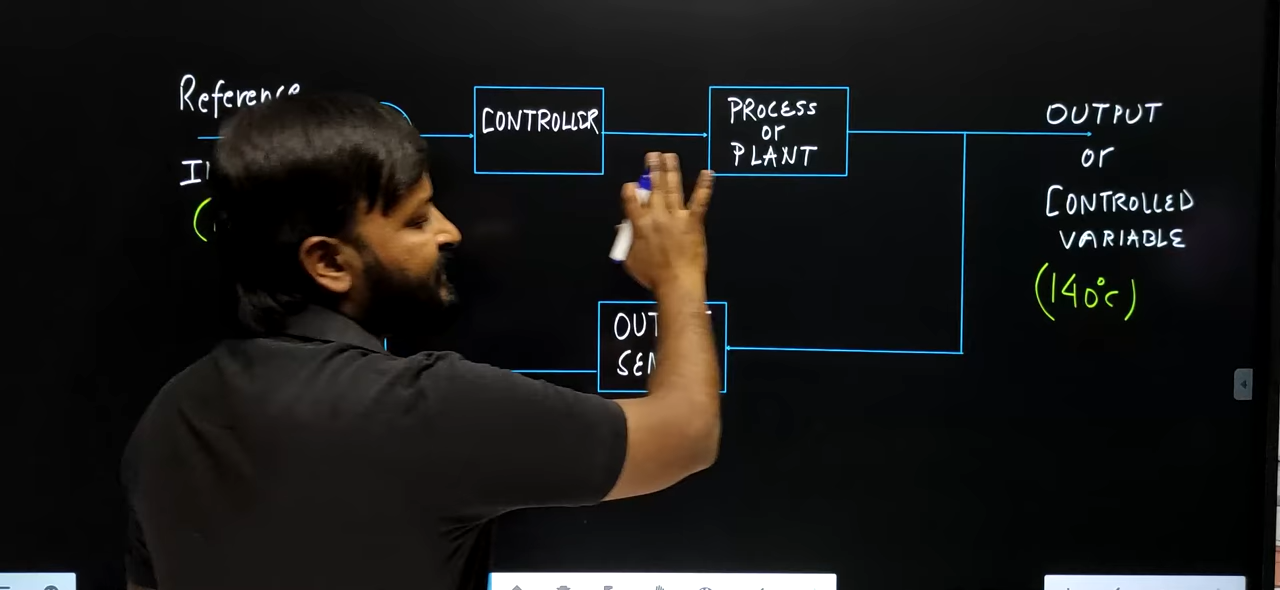 Reference
CONTROLLER
PROCESS
or
PLANT
OUTPUT
or
CONTROLLED
VARIABLE
(140°c)